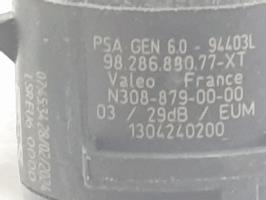 PSA GEN 6.0 - 94403L
98.286.880.77-XT
Valeo - France
N308-879-00-00
03 / 29dB / EUM
1304240200